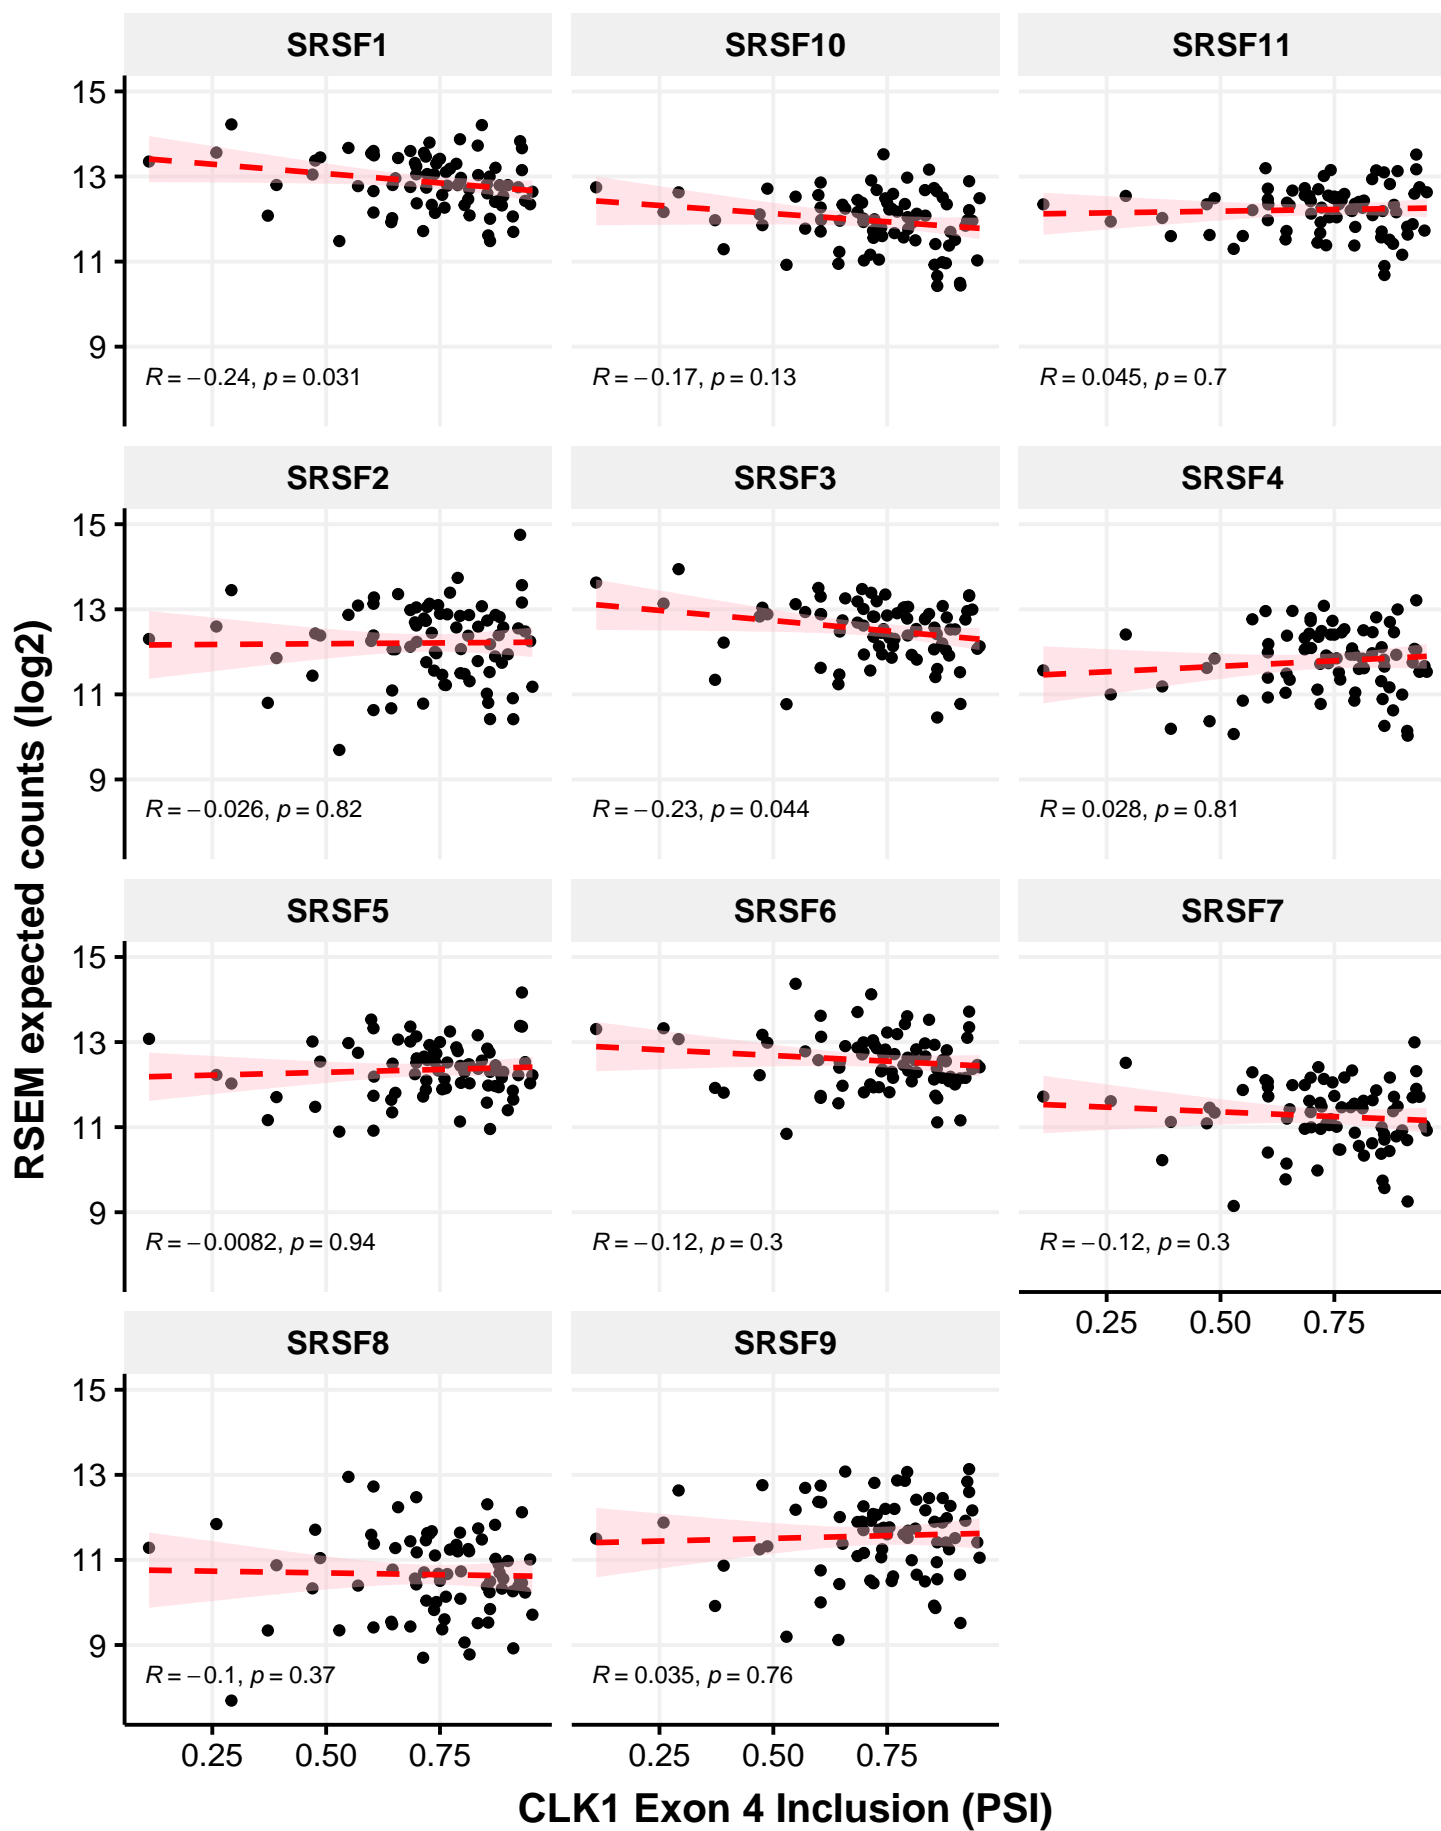 SRSF1 SRSF10 SRSF11
15
13
11
9
R = −0.24, p = 0.031 R = −0.17, p = 0.13 R = 0.045, p = 0.7
SRSF2 SRSF3 SRSF4
15
13
11
9
R = −0.026, p = 0.82 R = −0.23, p = 0.044 R = 0.028, p = 0.81
RSEM expected counts (log2)
SRSF5 SRSF6 SRSF7
15
13
11
9
R = −0.0082, p = 0.94 R = −0.12, p = 0.3 R = −0.12, p = 0.3
0.25 0.50 0.75
SRSF8 SRSF9
15
13
11
9
R = −0.1, p = 0.37 R = 0.035, p = 0.76
0.25 0.50 0.75 0.25 0.50 0.75
CLK1 Exon 4 Inclusion (PSI)